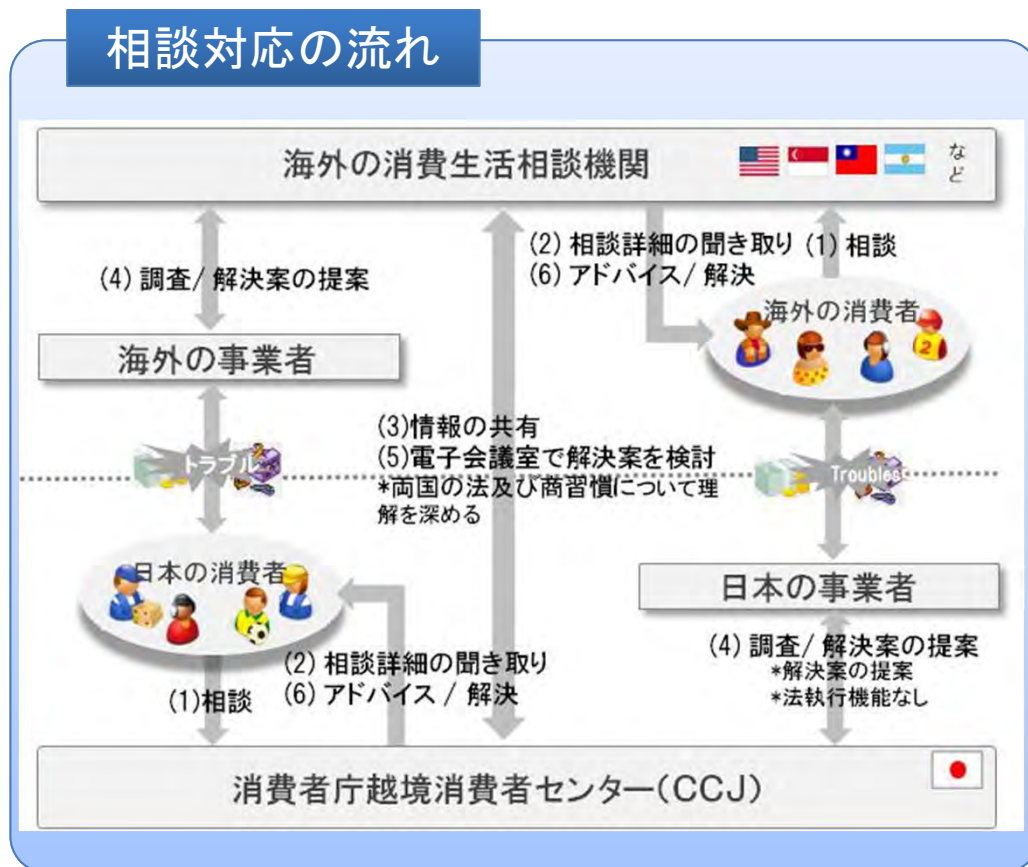 相談対応の流れ
海外の消費生活相談機関
など
(2) 相談詳細の聞き取り
(6) アドバイス/ 解決
(1) 相談
(4) 調査/ 解決案の提案
海外の消費者
2
海外の事業者
(3)情報の共有
(5)電子会議室で解決案を検討
*両国の法及び商習慣について理
解を深める
トラブル
Troubles
日本の消費者
日本の事業者
(2) 相談詳細の聞き取り
(6) アドバイス / 解決
(1)相談
(4) 調査/ 解決案の提案
*解決案の提案
*法執行機能なし
消費者庁越境消費者センター(CCJ)